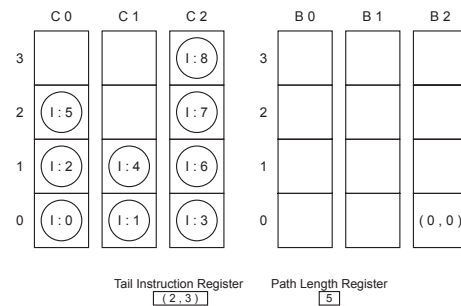 C 0 C 1 C 2 B 0 B 1 B 2
3 I : 8 3
2 I : 5 I : 7 2
1 I : 2 I : 4 I : 6 1
0 I : 0 I : 1 I : 3 0 ( 0 , 0 )
Tail Instruction Register Path Length Register
( 2 , 3 ) 5